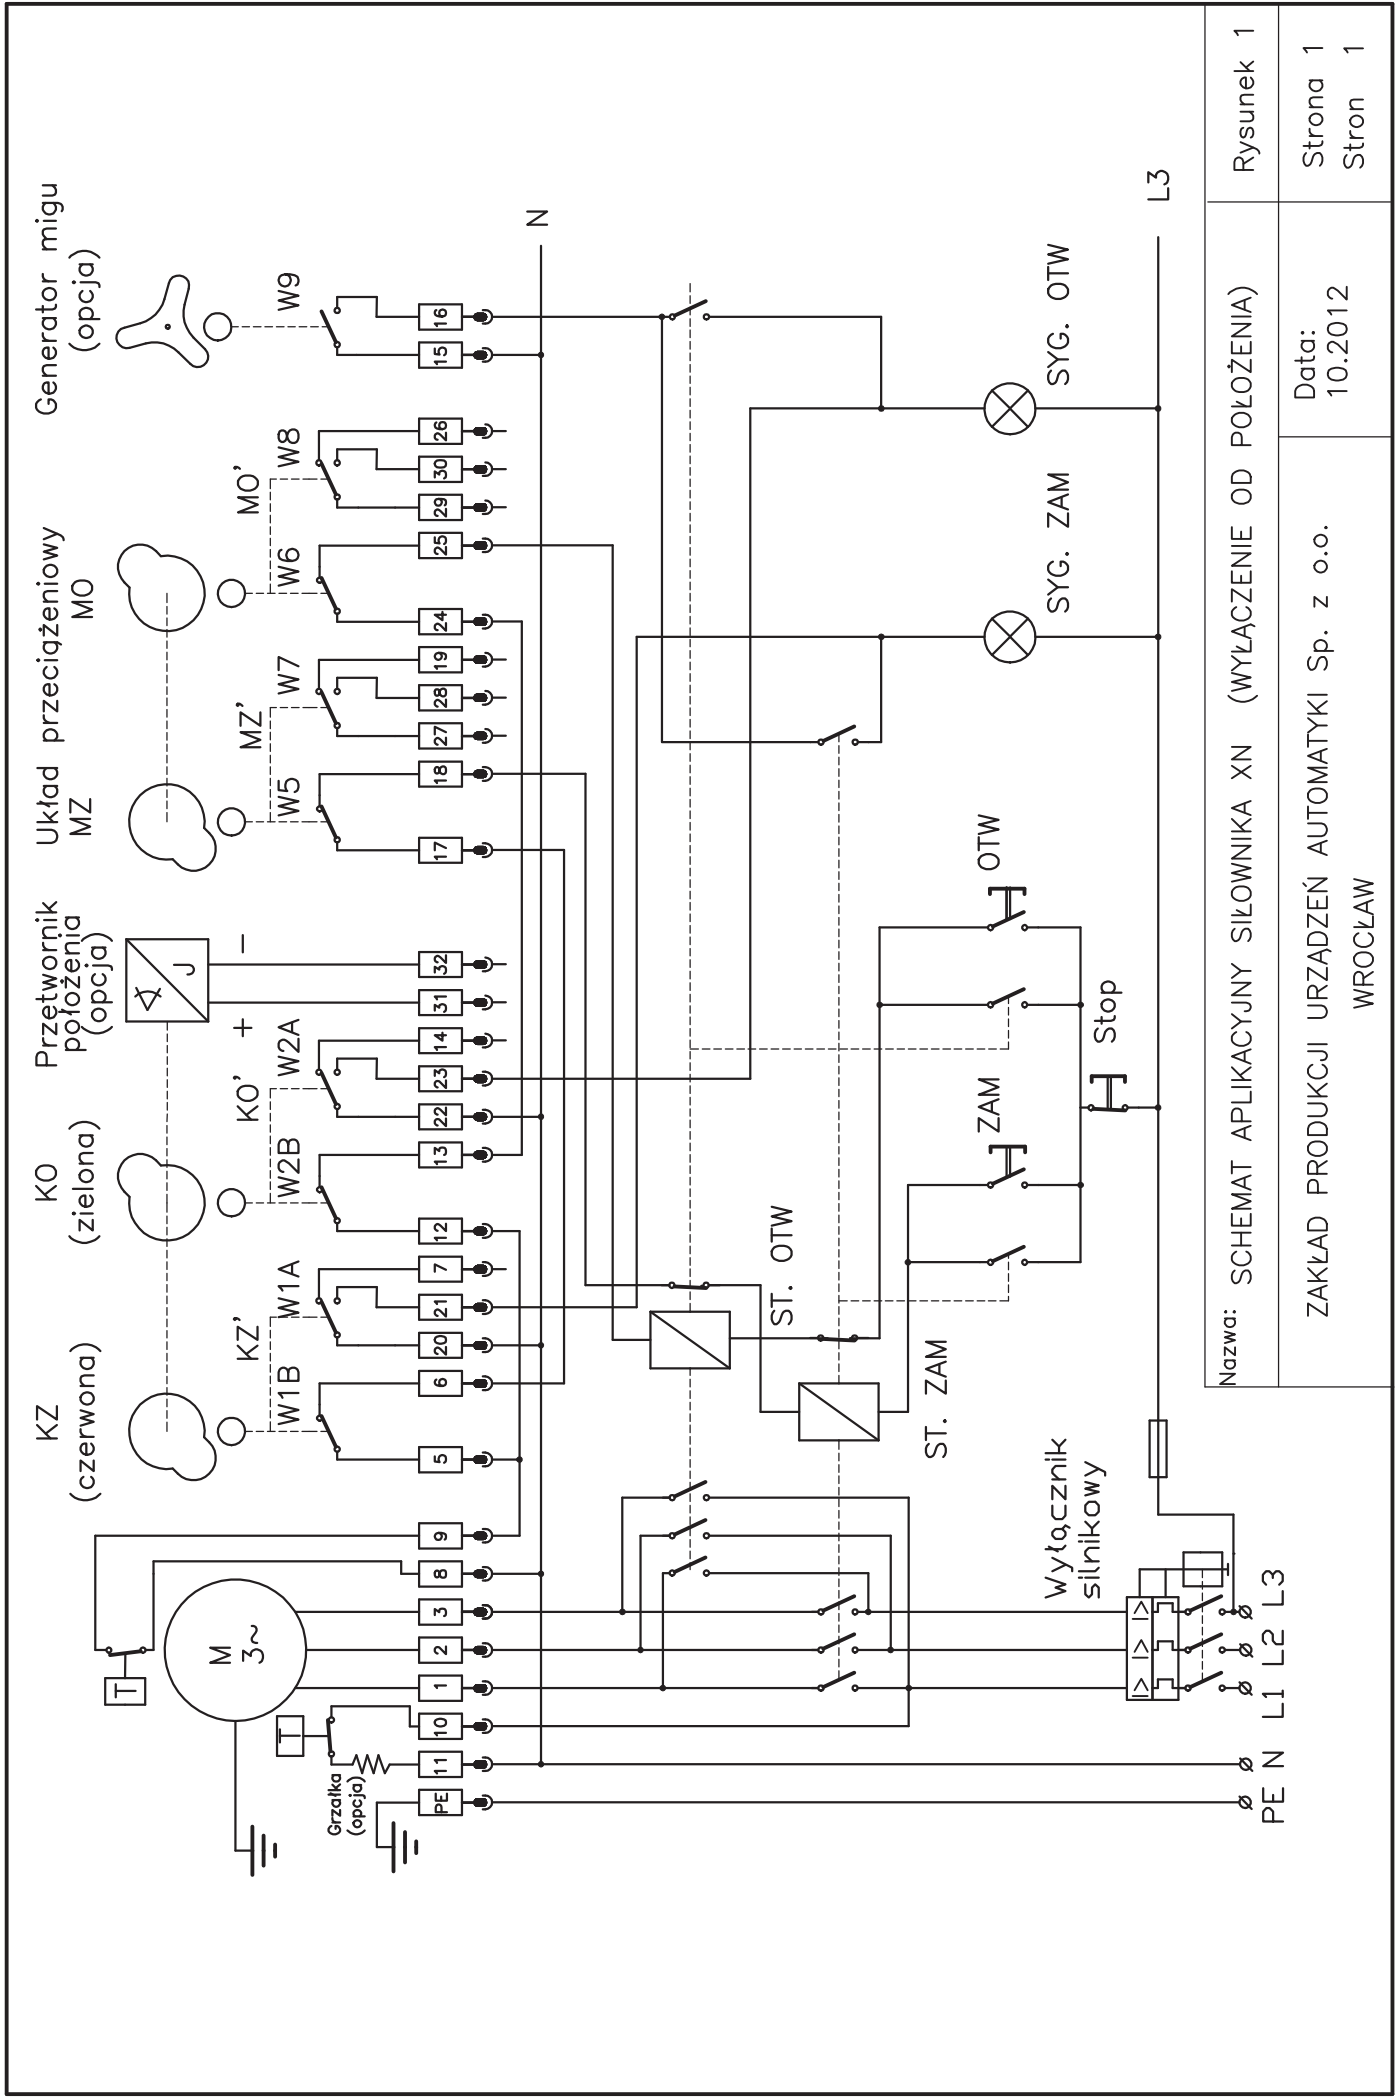 KZ
(czerwona)
KO
(zielona)
Przetwornik
położenia
(opcja)
Układ przeciążeniowy
MZ
MO
Generator migu
(opcja)
T
M
3~
T
Grzałka
(opcja)
KZ'
W1B
W1A
KO'
W2B
W2A
J
+
−
MZ'
W5
W7
MO'
W6
W8
W9
PE
11
10
1
2
3
8
9
5
6
20
21
7
12
13
22
23
14
31
32
17
18
27
28
19
24
25
29
30
26
15
16
N
ST. OTW
ST. ZAM
ZAM
OTW
Stop
SYG. ZAM
SYG. OTW
L3
Wyłącznik
silnikowy
PE
N
L1
L2
L3
Nazwa:
SCHEMAT APLIKACYJNY SIŁOWNIKA XN (WYŁĄCZENIE OD POŁOŻENIA)
Rysunek 1
ZAKŁAD PRODUKCJI URZĄDZEŃ AUTOMATYKI Sp. z o.o.
WROCŁAW
Data:
10.2012
Strona 1
Stron 1